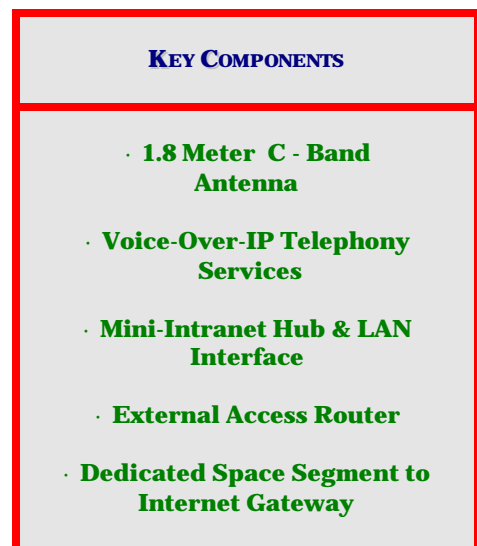 KEY COMPONENTS
· 1.8 Meter C - Band
Antenna
· Voice-Over-IP Telephony
Services
· Mini-Intranet Hub & LAN
Interface
· External Access Router
· Dedicated Space Segment to
Internet Gateway